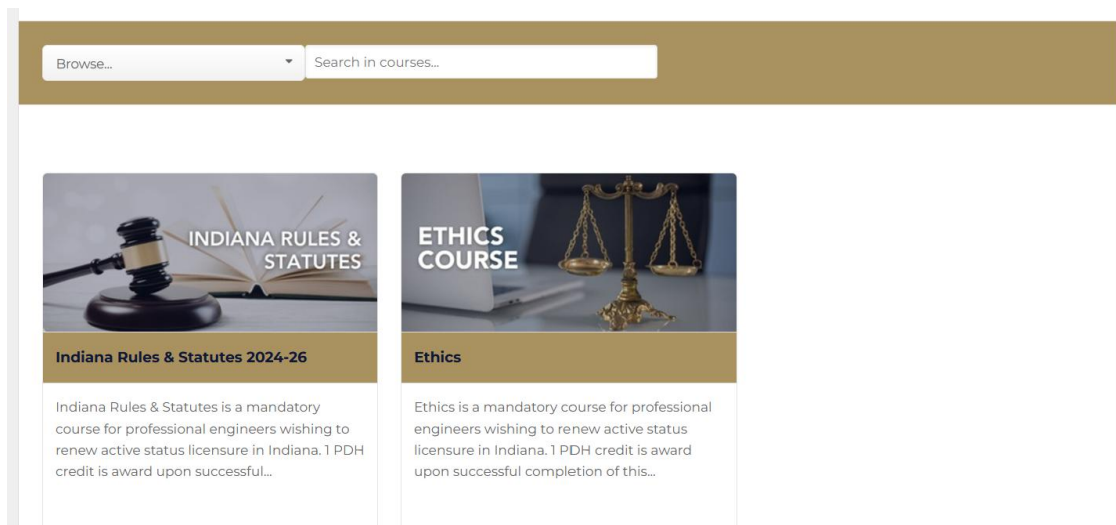 Browse...
Search in courses...
INDIANA RULES &
STATUTES
Indiana Rules & Statutes 2024-26
Indiana Rules & Statutes is a mandatory
course for professional engineers wishing to
renew active status licensure in Indiana. 1 PDH
credit is award upon successful...
ETHICS
COURSE
Ethics
Ethics is a mandatory course for professional
engineers wishing to renew active status
licensure in Indiana. 1 PDH credit is award
upon successful completion of this...